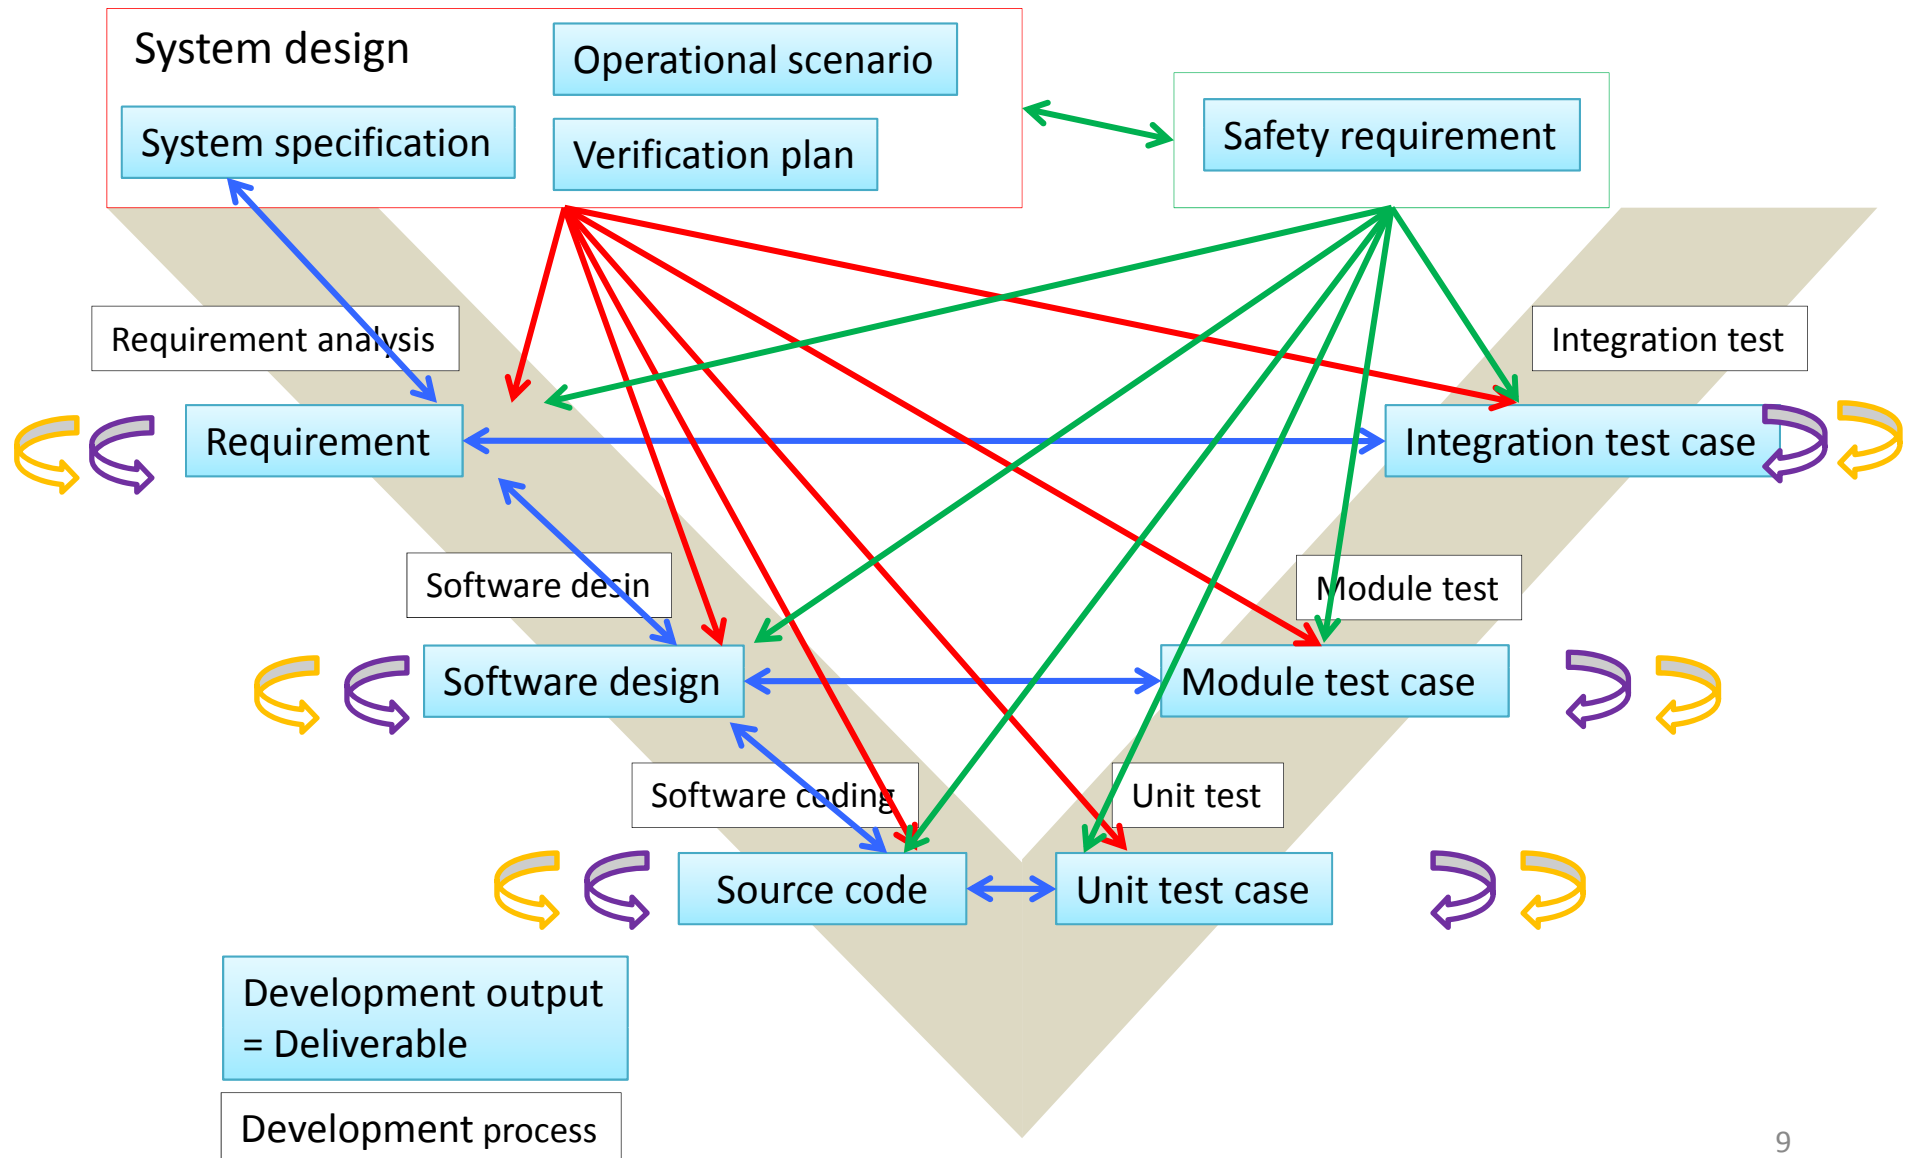 System design
Operational scenario
System specification
Verification plan
Safety requirement
Requirement analysis
Integration test
Requirement
Integration test case
Software desin
Module test
Software design
Module test case
Software coding
Unit test
Source code
Unit test case
Development output
= Deliverable
Development process
9